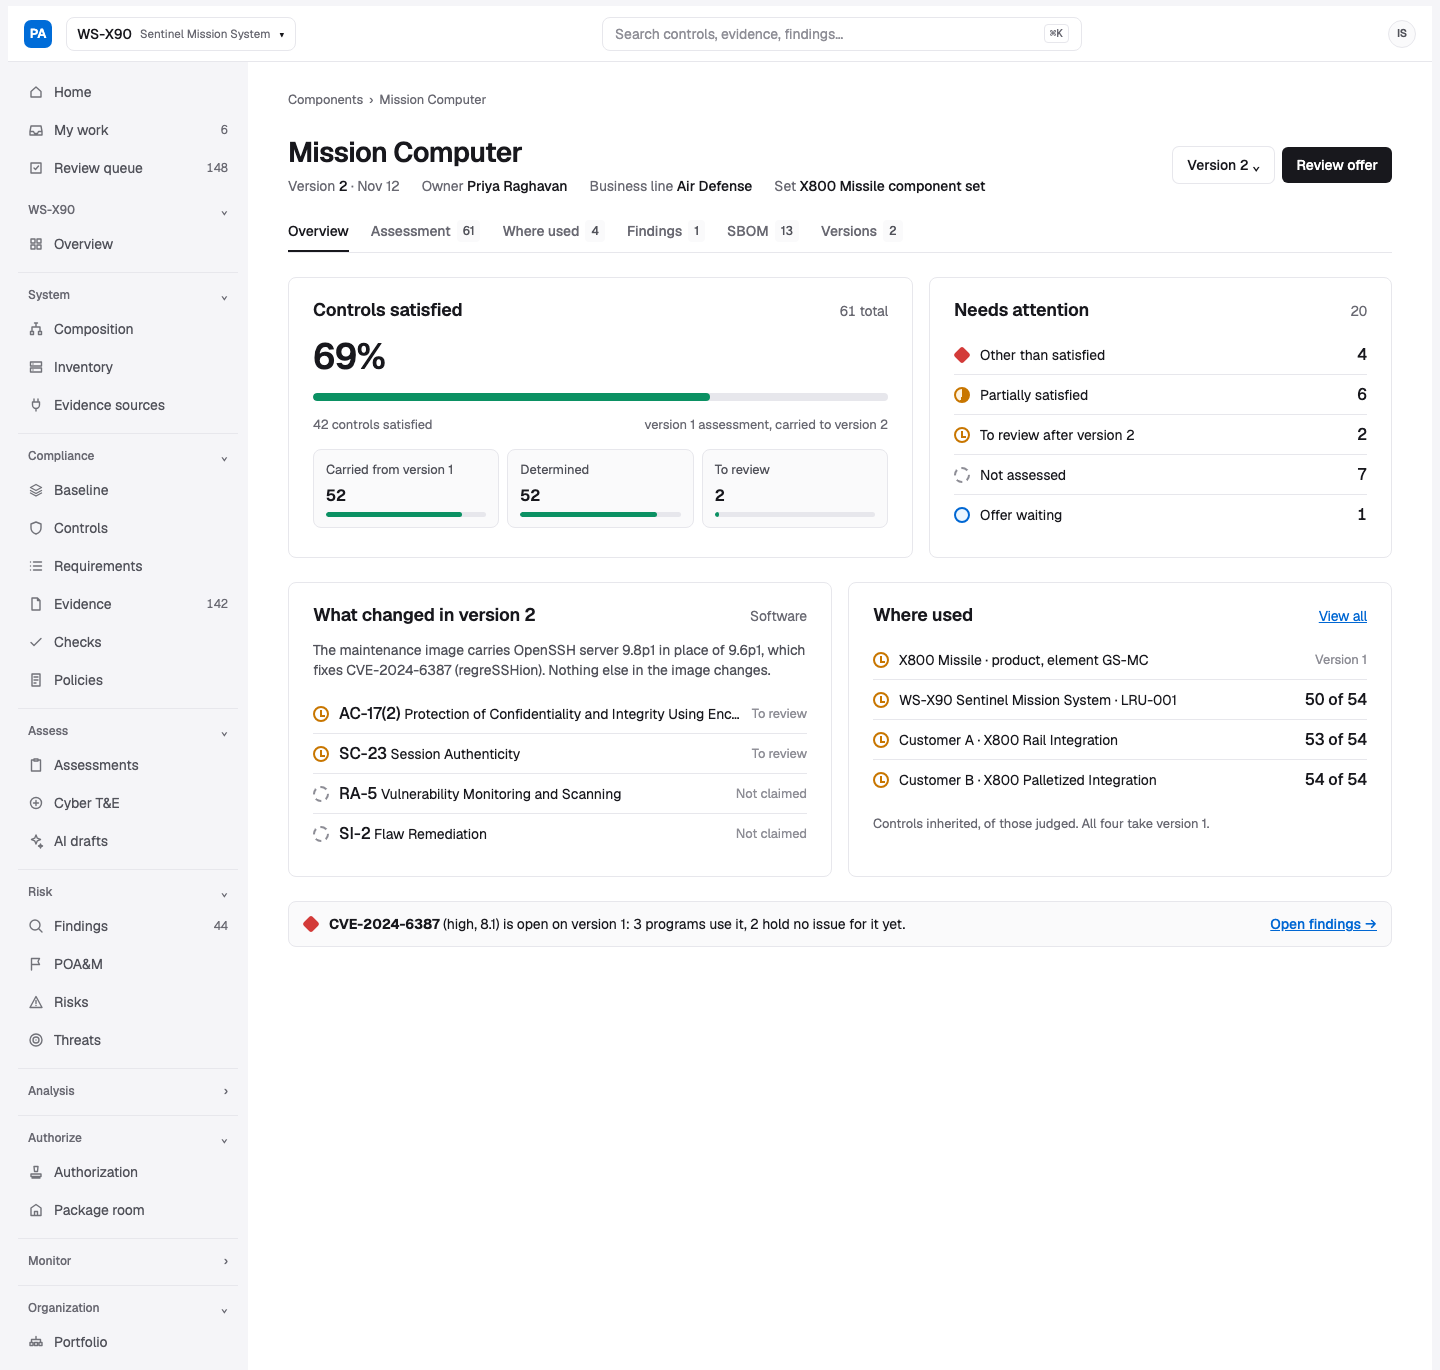 PA
WS-X90 Sentinel Mission System
Search controls, evidence, findings...
⌘K
IS
Home
My work 6
Review queue 148
WS-X90
Overview
System
Composition
Inventory
Evidence sources
Compliance
Baseline
Controls
Requirements
Evidence 142
Checks
Policies
Assess
Assessments
Cyber T&E
AI drafts
Risk
Findings 44
POA&M
Risks
Threats
Analysis
Authorize
Authorization
Package room
Monitor
Organization
Portfolio
Components › Mission Computer
Mission Computer
Version 2 · Nov 12 Owner Priya Raghavan Business line Air Defense Set X800 Missile component set
Version 2
Review offer
Overview Assessment 61 Where used 4 Findings 1 SBOM 13 Versions 2
Controls satisfied 61 total
69%
42 controls satisfied version 1 assessment, carried to version 2
Carried from version 1
52
Determined
52
To review
2
Needs attention 20
Other than satisfied 4
Partially satisfied 6
To review after version 2 2
Not assessed 7
Offer waiting 1
What changed in version 2 Software
The maintenance image carries OpenSSH server 9.8p1 in place of 9.6p1, which
fixes CVE-2024-6387 (regreSSHion). Nothing else in the image changes.
AC-17(2) Protection of Confidentiality and Integrity Using Enc... To review
SC-23 Session Authenticity To review
RA-5 Vulnerability Monitoring and Scanning Not claimed
SI-2 Flaw Remediation Not claimed
Where used View all
X800 Missile · product, element GS-MC Version 1
WS-X90 Sentinel Mission System · LRU-001 50 of 54
Customer A · X800 Rail Integration 53 of 54
Customer B · X800 Palletized Integration 54 of 54
Controls inherited, of those judged. All four take version 1.
CVE-2024-6387 (high, 8.1) is open on version 1: 3 programs use it, 2 hold no issue for it yet. Open findings →